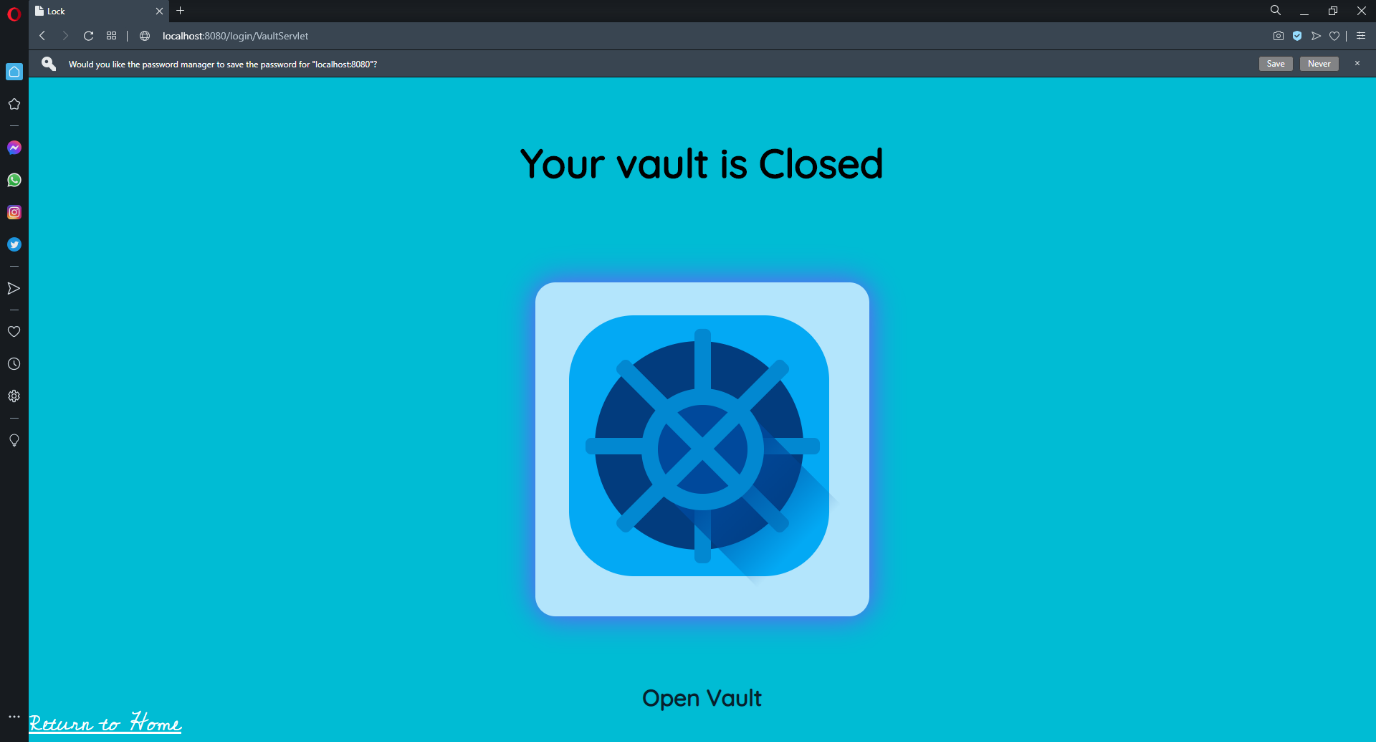 Lock
localhost:8080/login/VaultServlet
Would you like the password manager to save the password for "localhost:8080"?
Save
Never
Your vault is Closed
Open Vault
Return to Home